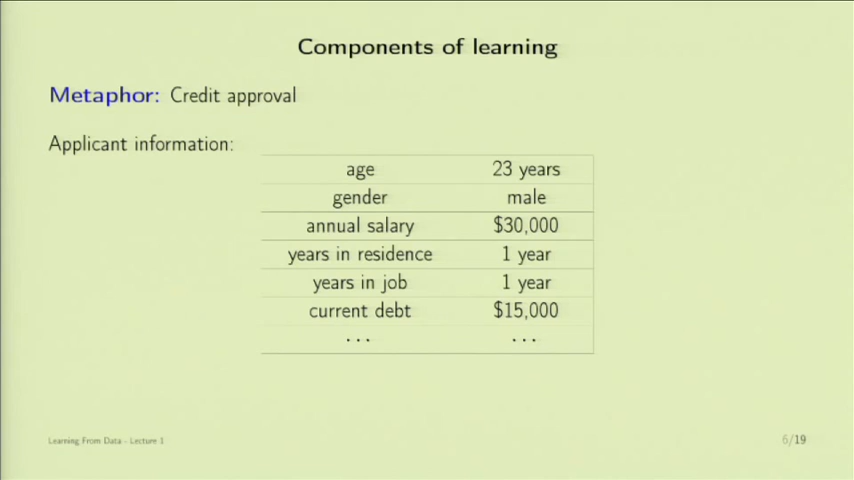 Components of learning
Metaphor: Credit approval
Applicant information:
age 23 years
gender male
annual salary $30,000
years in residence 1 year
years in job 1 year
current debt $15,000
... ...
Learning From Data - Lecture 1
6/19